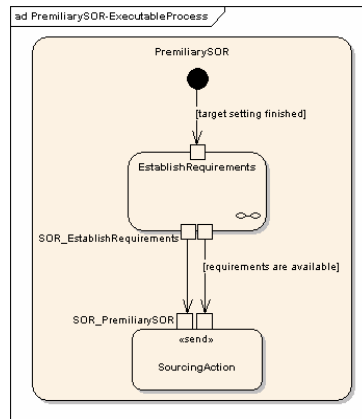 ad PremiliarySOR-ExecutableProcess
PremiliarySOR
[target setting finished]
EstablishRequirements
SOR_EstablishRequirements
[requirements are available]
SOR_PremiliarySOR
«send»
SourcingAction